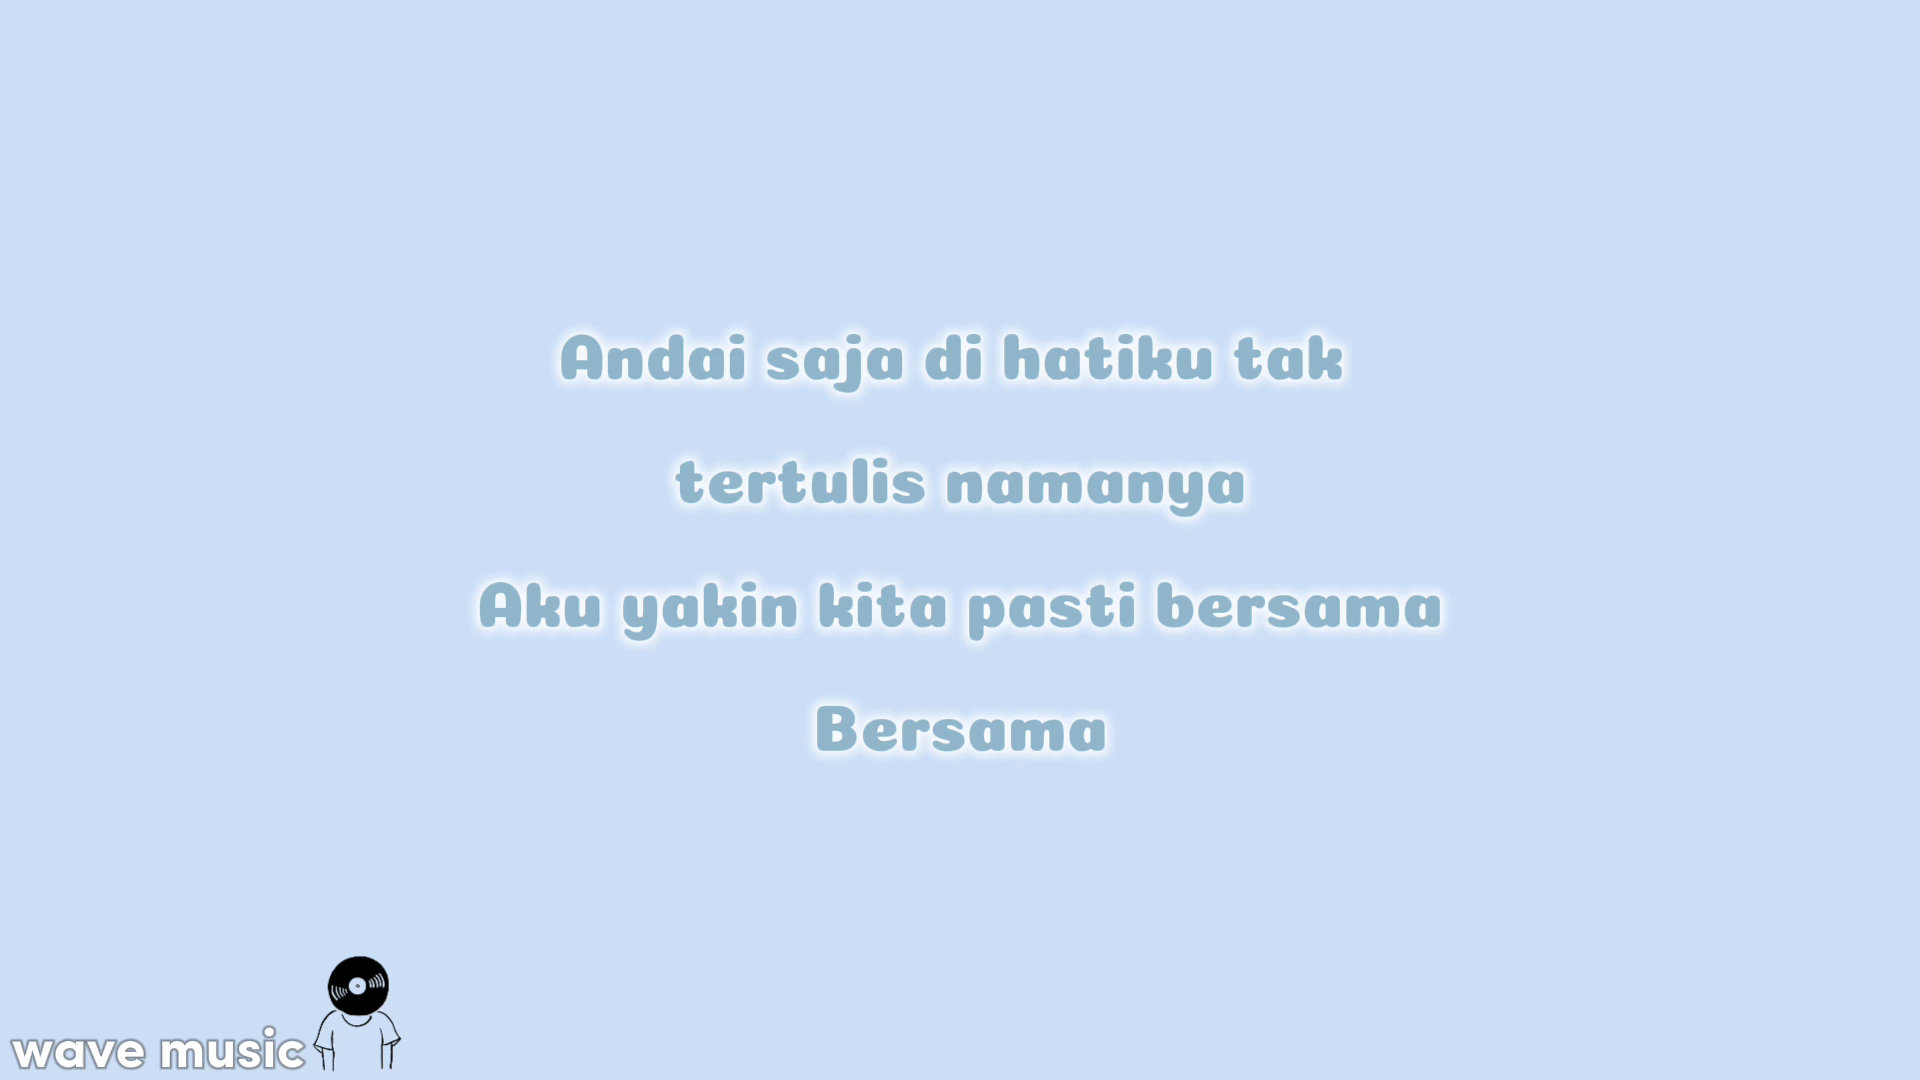 Andai saja di hatiku tak
tertulis namanya
Aku yakin kita pasti bersama
Bersama
wave music